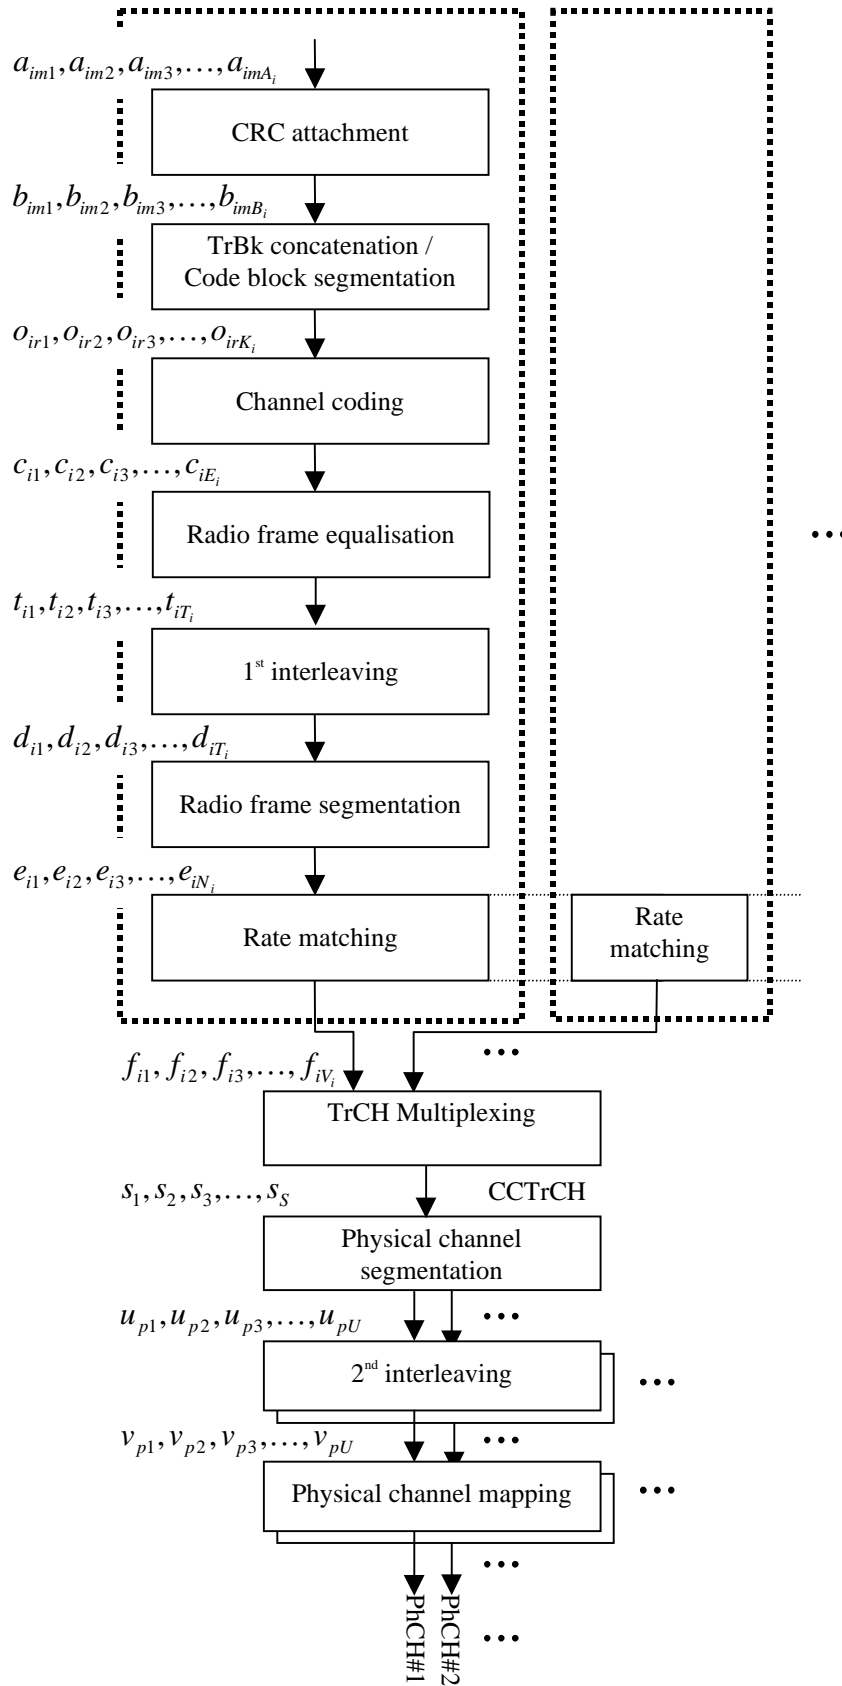 a_{im1}, a_{im2}, a_{im3}, ..., a_{imA_i}
CRC attachment
b_{im1}, b_{im2}, b_{im3}, ..., b_{imB_i}
TrBk concatenation /
Code block segmentation
o_{ir1}, o_{ir2}, o_{ir3}, ..., o_{irK_i}
Channel coding
c_{i1}, c_{i2}, c_{i3}, ..., c_{iE_i}
Radio frame equalisation
...
t_{i1}, t_{i2}, t_{i3}, ..., t_{iT_i}
1st interleaving
d_{i1}, d_{i2}, d_{i3}, ..., d_{iT_i}
Radio frame segmentation
e_{i1}, e_{i2}, e_{i3}, ..., e_{iN_i}
Rate matching
Rate
matching
...
f_{i1}, f_{i2}, f_{i3}, ..., f_{iV_i}
TrCH Multiplexing
s_1, s_2, s_3, ..., s_S
CCTrCH
Physical channel
segmentation
u_{p1}, u_{p2}, u_{p3}, ..., u_{pU}
...
2nd interleaving
...
v_{p1}, v_{p2}, v_{p3}, ..., v_{pU}
...
Physical channel mapping
...
...
PhCH#1
PhCH#2
...